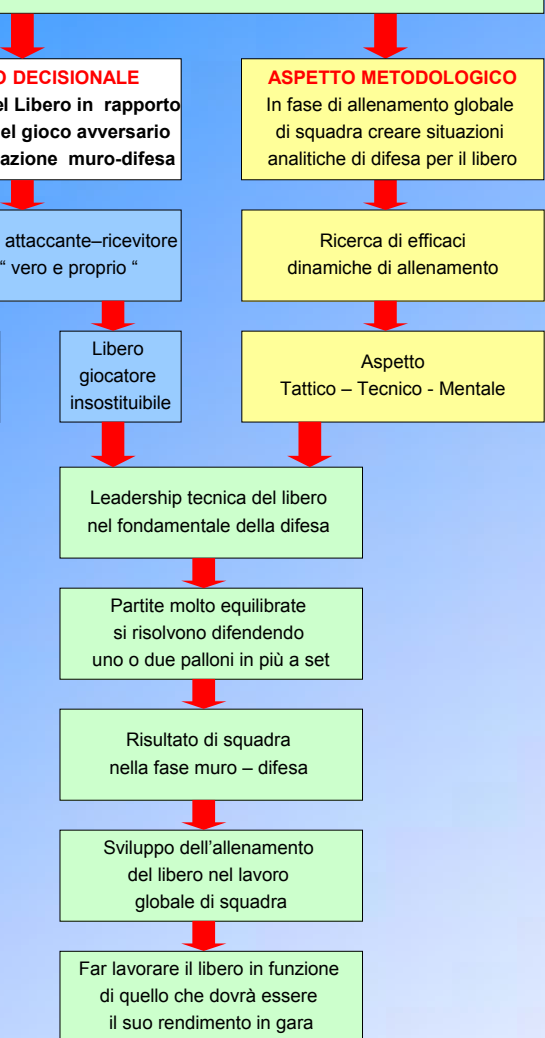 O DECISIONALE
el Libero in rapporto
el gioco avversario
azione muro-difesa
ASPETTO METODOLOGICO
In fase di allenamento globale
di squadra creare situazioni
analitiche di difesa per il libero
attaccante–ricevitore
“ vero e proprio “
Ricerca di efficaci
dinamiche di allenamento
Libero
giocatore
insostituibile
Aspetto
Tattico – Tecnico - Mentale
Leadership tecnica del libero
nel fondamentale della difesa
Partite molto equilibrate
si risolvono difendendo
uno o due palloni in più a set
Risultato di squadra
nella fase muro – difesa
Sviluppo dell’allenamento
del libero nel lavoro
globale di squadra
Far lavorare il libero in funzione
di quello che dovrà essere
il suo rendimento in gara